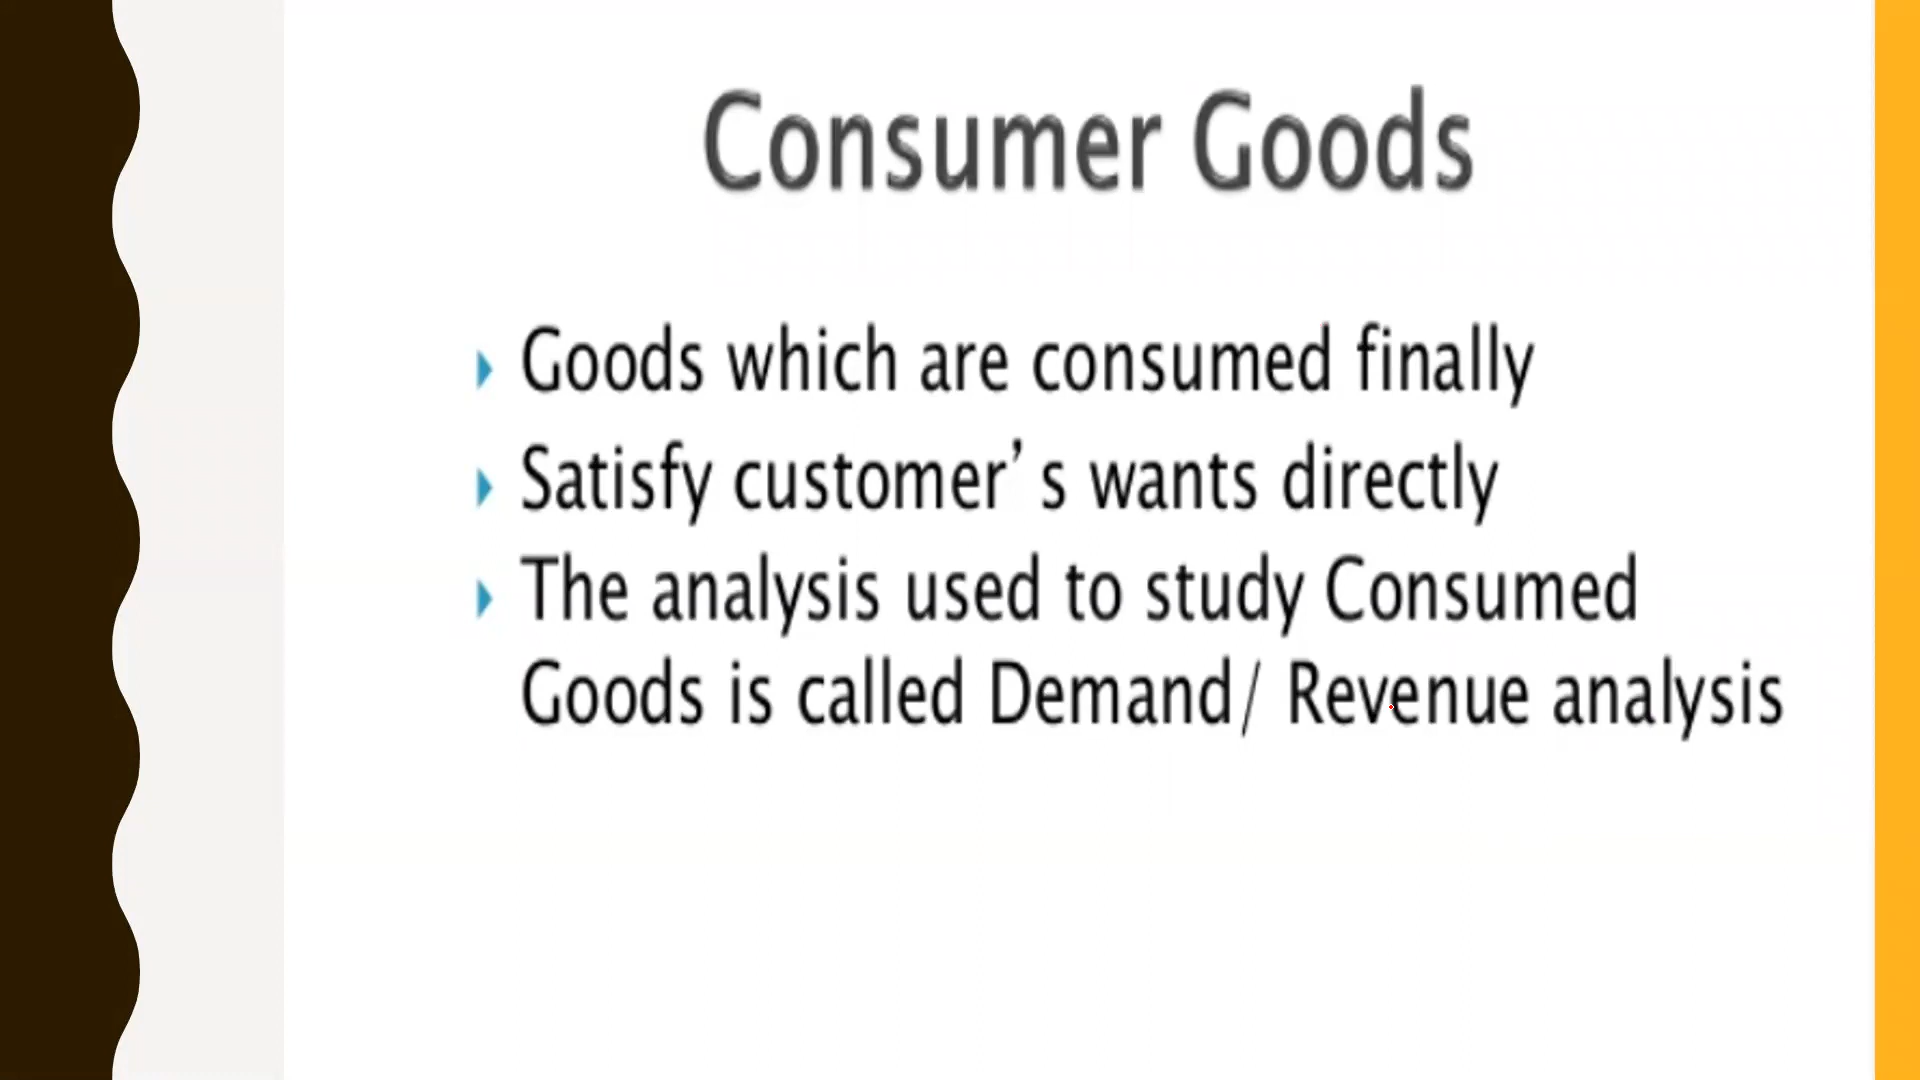 Consumer Goods
Goods which are consumed finally
Satisfy customer’ s wants directly
The analysis used to study Consumed
Goods is called Demand/ Revenue analysis